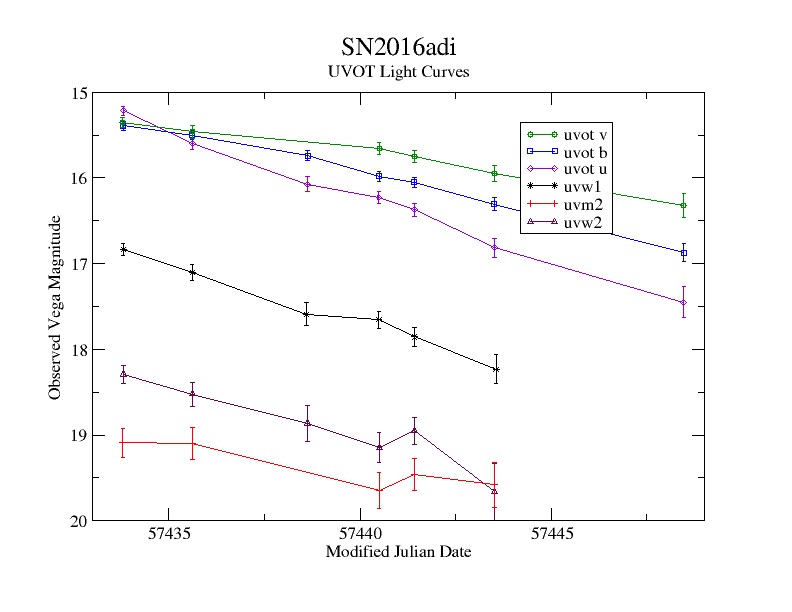 SN2016adi
UVOT Light Curves
15
16
17
18
19
20
Observed Vega Magnitude
uvot v
uvot b
uvot u
uvw1
uvm2
uvw2
57435
57440
57445
Modified Julian Date